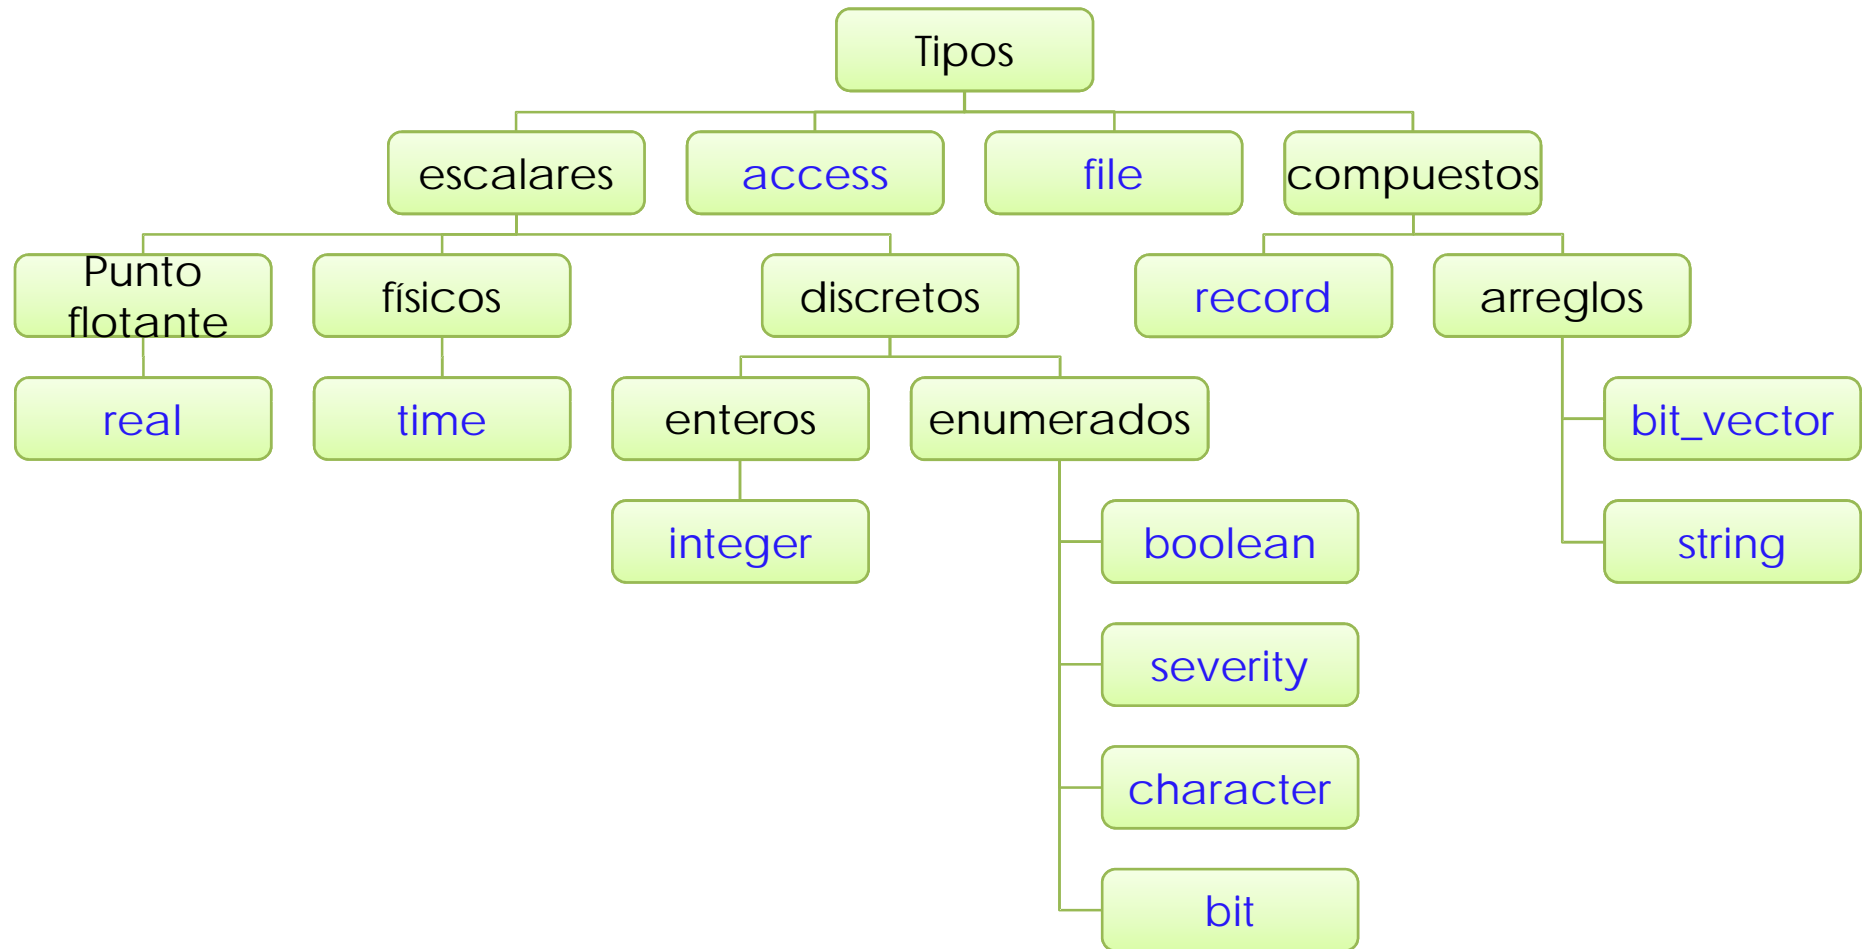 Tipos
escalares
access
file
compuestos
Punto
flotante
físicos
discretos
record
arreglos
real
time
enteros
enumerados
bit_vector
integer
boolean
string
severity
character
bit